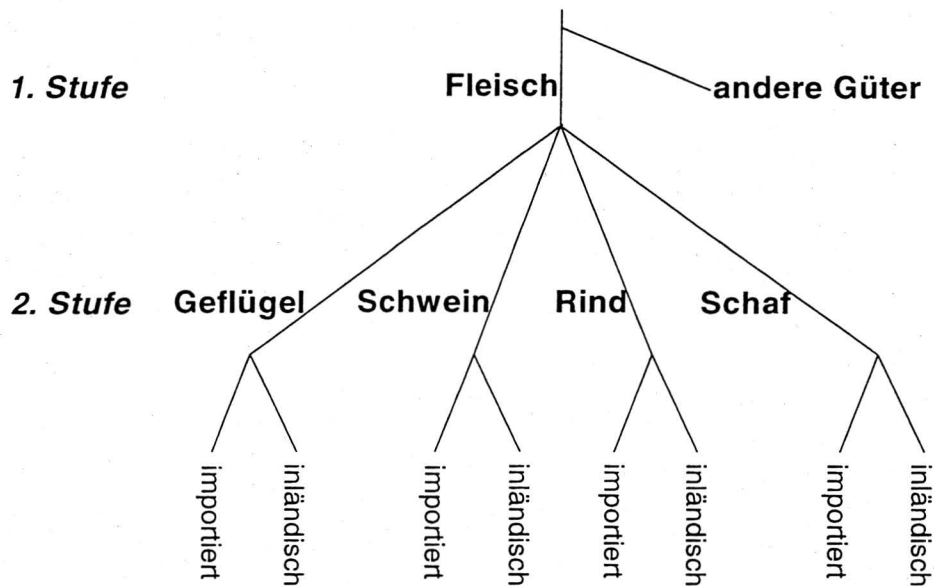 1. Stufe Fleisch andere Güter
2. Stufe Geflügel Schwein Rind Schaf
importiert inländisch importiert inländisch importiert inländisch importiert inländisch